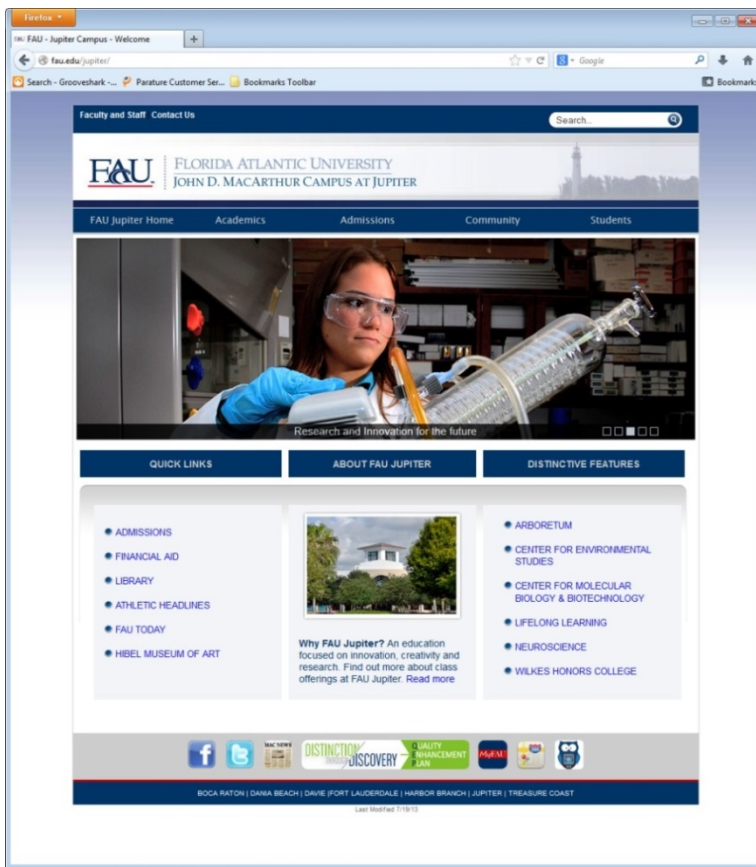 Firefox
FAU - Jupiter Campus - Welcome
+
fau.edu/jupiter/
Google
Search - Grooveshark -...
Parature Customer Ser...
Bookmarks Toolbar
Bookmarks
Faculty and Staff Contact Us
Search..
FAU
FLORIDA ATLANTIC UNIVERSITY
JOHN D. MACARTHUR CAMPUS AT JUPITER
FAU Jupiter Home Academics Admissions Community Students
Research and Innovation for the future
QUICK LINKS
ADMISSIONS
FINANCIAL AID
LIBRARY
ATHLETIC HEADLINES
FAU TODAY
HIBEL MUSEUM OF ART
ABOUT FAU JUPITER
Why FAU Jupiter? An education
focused on innovation, creativity and
research. Find out more about class
offerings at FAU Jupiter. Read more
DISTINCTIVE FEATURES
ARBORETUM
CENTER FOR ENVIRONMENTAL
STUDIES
CENTER FOR MOLECULAR
BIOLOGY & BIOTECHNOLOGY
LIFELONG LEARNING
NEUROSCIENCE
WILKES HONORS COLLEGE
f
t
MAC NEWS
DISTINCTION
THROUGH
DISCOVERY
QUALITY
ENHANCEMENT
PLAN
MyFAU
BOCA RATON | DANIA BEACH | DAVIE |FORT LAUDERDALE | HARBOR BRANCH | JUPITER | TREASURE COAST
Last Modified 7/19/13